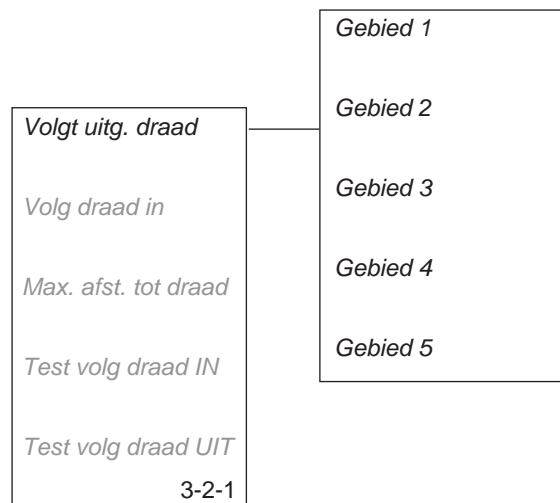 Volgt uitg. draad
Volg draad in
Max. afst. tot draad
Test volg draad IN
Test volg draad UIT
3-2-1
Gebied 1
Gebied 2
Gebied 3
Gebied 4
Gebied 5